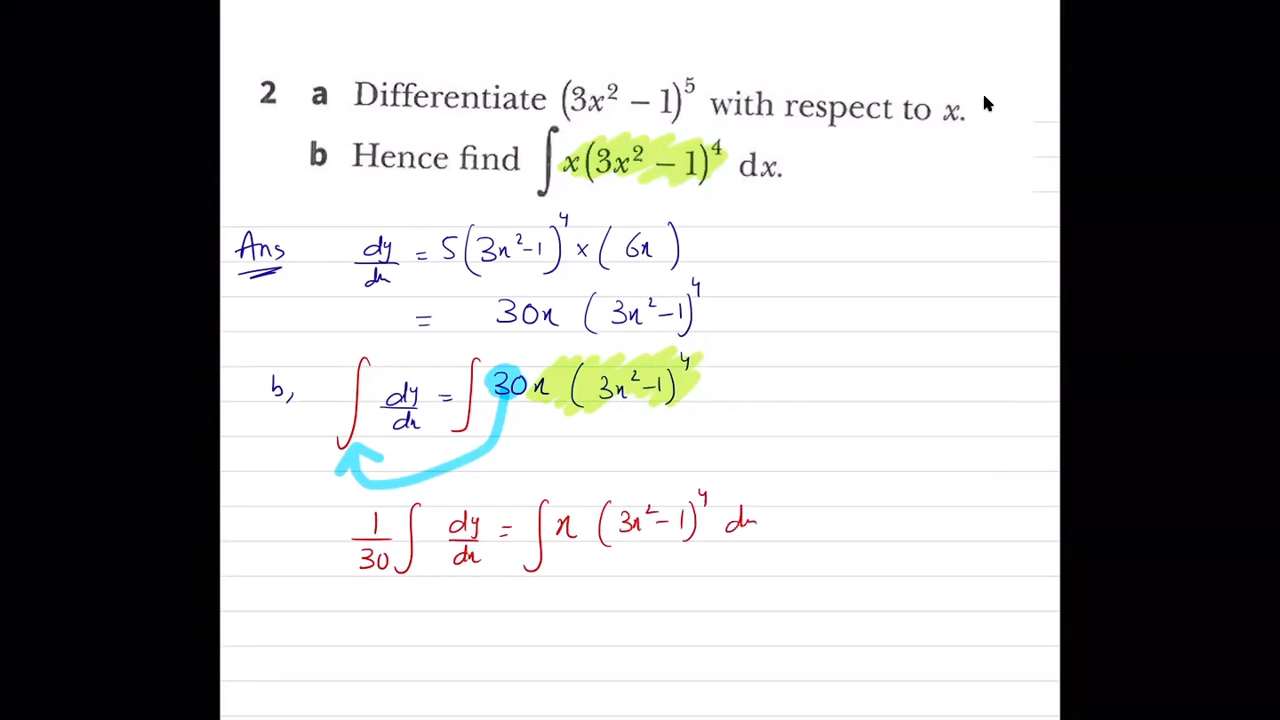 2 a Differentiate (3x² − 1)⁵ with respect to x.
b Hence find ∫ x(3x² − 1)⁴ dx.
Ans dy/dx = 5(3x²-1)⁴ × (6x)
= 30x (3x²-1)⁴
b, ∫ dy/dx = ∫ 30x (3x²-1)⁴
1/30 ∫ dy/dx = ∫ x (3x²-1)⁴ dx